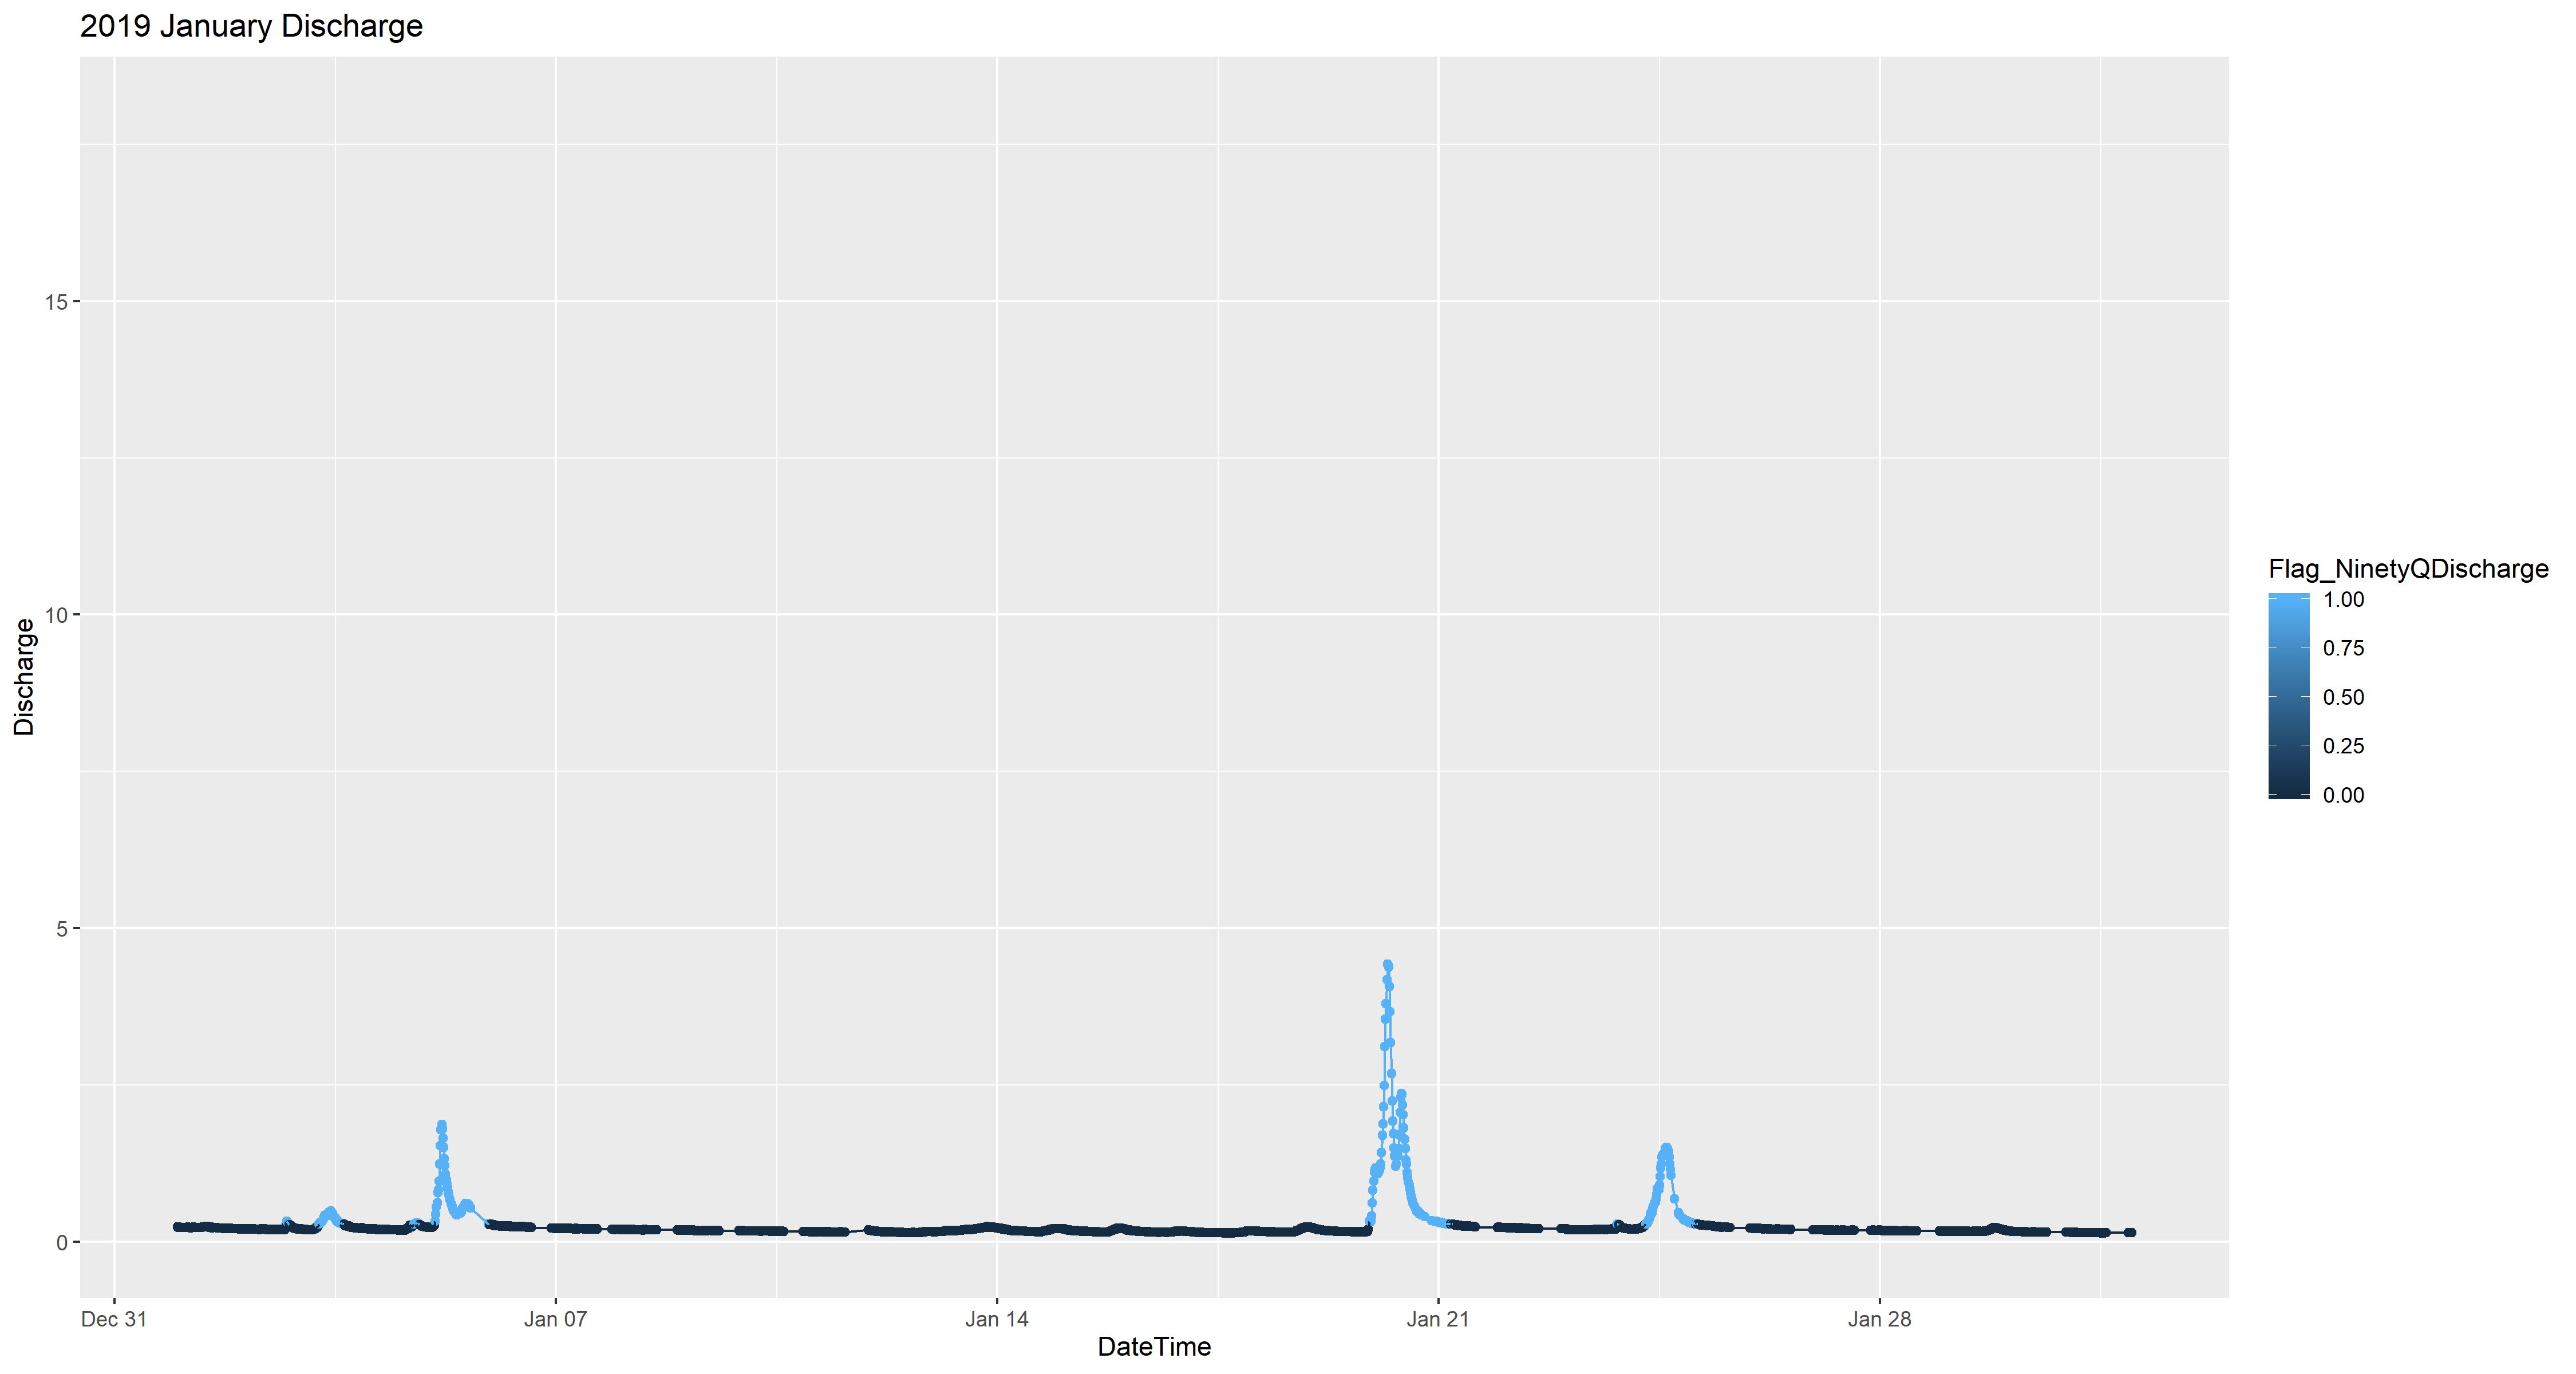 2019 January Discharge
15
10
5
0
Discharge
Dec 31
Jan 07
Jan 14
Jan 21
Jan 28
DateTime
Flag_NinetyQDischarge
1.00
0.75
0.50
0.25
0.00